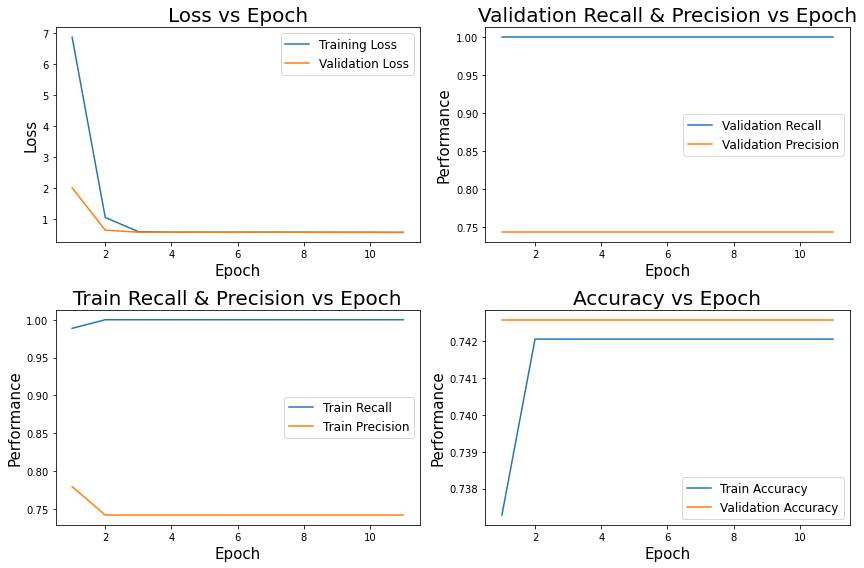 Loss vs Epoch
7
6
5
4
3
2
1
2
4
6
8
10
Loss
Epoch
Training Loss
Validation Loss
Validation Recall & Precision vs Epoch
1.00
0.95
0.90
0.85
0.80
0.75
2
4
6
8
10
Performance
Epoch
Validation Recall
Validation Precision
Train Recall & Precision vs Epoch
1.00
0.95
0.90
0.85
0.80
0.75
2
4
6
8
10
Performance
Epoch
Train Recall
Train Precision
Accuracy vs Epoch
0.742
0.741
0.740
0.739
0.738
2
4
6
8
10
Performance
Epoch
Train Accuracy
Validation Accuracy